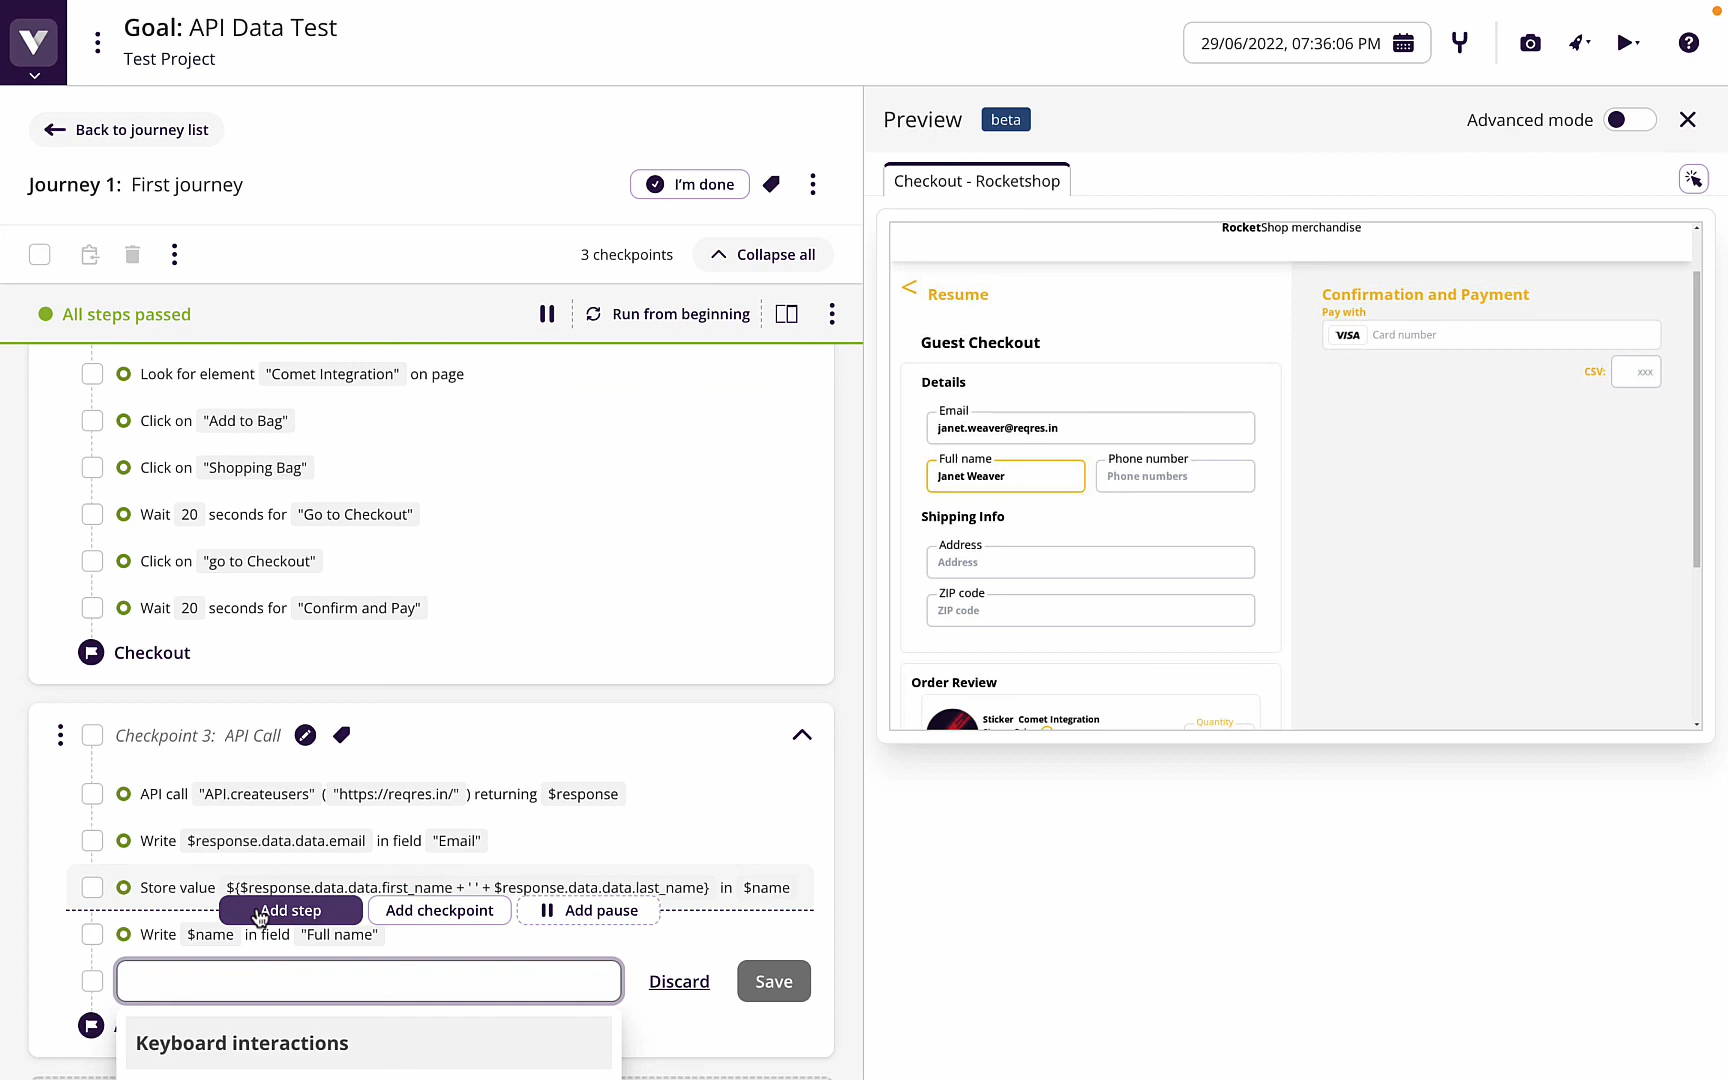 Goal: API Data Test
Test Project
29/06/2022, 07:36:06 PM
Back to journey list
Journey 1: First journey
I'm done
3 checkpoints
Collapse all
All steps passed
Run from beginning
Look for element "Comet Integration" on page
Click on "Add to Bag"
Click on "Shopping Bag"
Wait 20 seconds for "Go to Checkout"
Click on "go to Checkout"
Wait 20 seconds for "Confirm and Pay"
Checkout
Checkpoint 3: API Call
API call "API.createusers" ( "https://reqres.in/" ) returning $response
Write $response.data.data.email in field "Email"
Store value ${$response.data.data.first_name + ' ' + $response.data.data.last_name} in $name
Add step
Add checkpoint
Add pause
Write $name in field "Full name"
Discard
Save
Keyboard interactions
Preview beta
Advanced mode
Checkout - Rocketshop
RocketShop merchandise
< Resume
Guest Checkout
Details
Email
janet.weaver@reqres.in
Full name
Janet Weaver
Phone number
Phone numbers
Shipping Info
Address
Address
ZIP code
ZIP code
Order Review
Sticker Comet Integration
Quantity
Confirmation and Payment
Pay with
VISA Card number
CSV: xxx